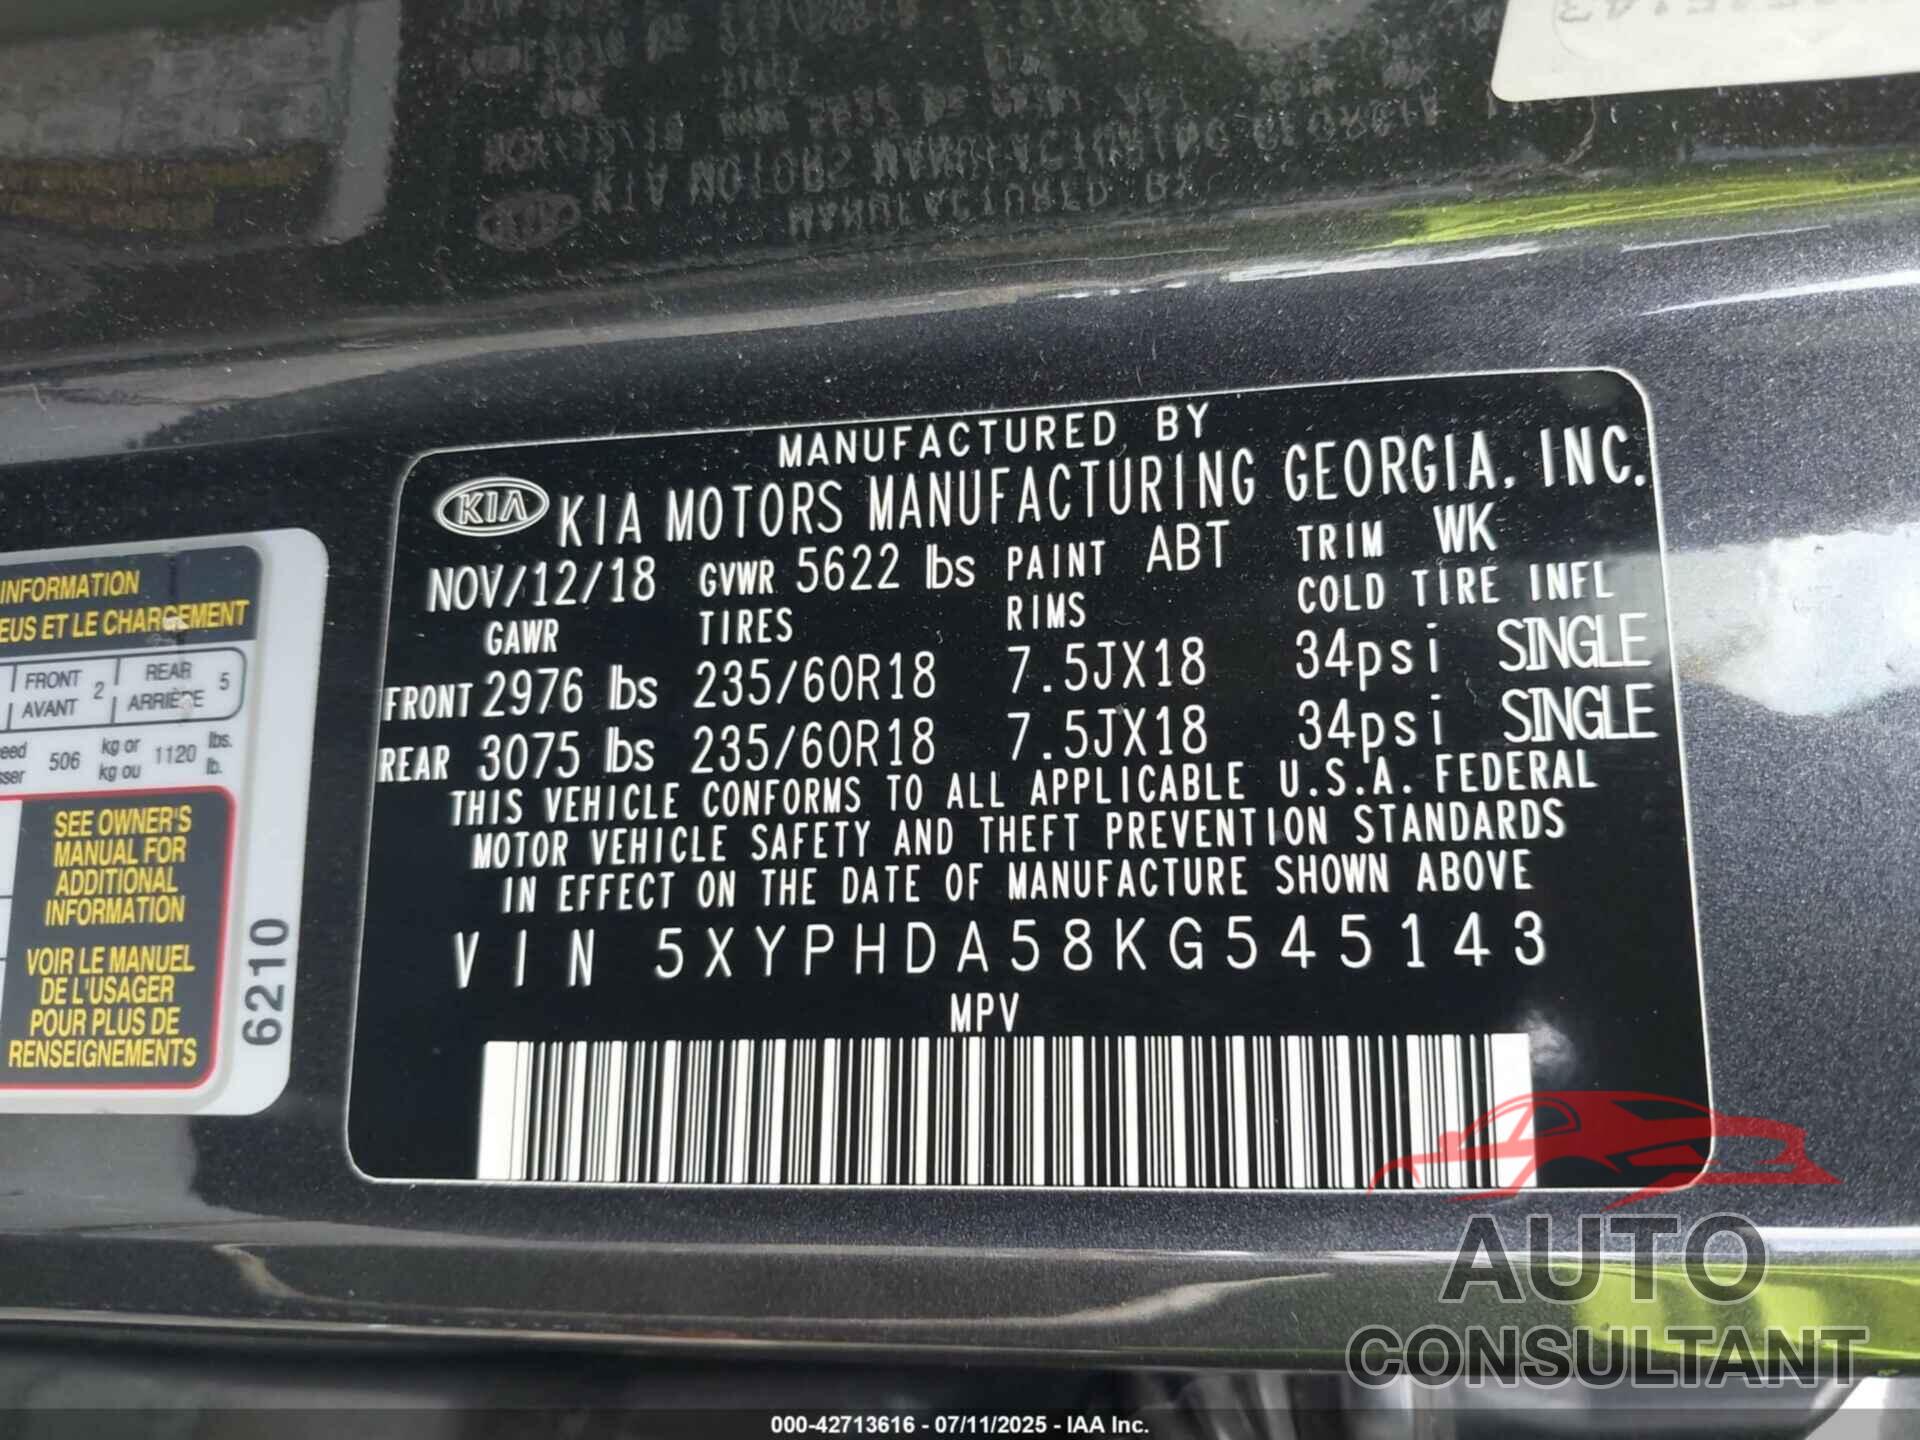 MANUFACTURED BY
KIA KIA MOTORS MANUFACTURING GEORGIA, INC.
NOV/12/18 GVWR 5622 lbs PAINT ABT TRIM WK
GAWR TIRES RIMS COLD TIRE INFL
FRONT 2976 lbs 235/60R18 7.5JX18 34psi SINGLE
REAR 3075 lbs 235/60R18 7.5JX18 34psi SINGLE
THIS VEHICLE CONFORMS TO ALL APPLICABLE U.S.A. FEDERAL
MOTOR VEHICLE SAFETY AND THEFT PREVENTION STANDARDS
IN EFFECT ON THE DATE OF MANUFACTURE SHOWN ABOVE
VIN 5XYPHDA58KG545143
MPV
INFORMATION
ET LE CHARGEMENT
FRONT 2 REAR 5
AVANT ARRIÈRE
506 kg or 1120 lbs.
kg ou lb.
SEE OWNER'S
MANUAL FOR
ADDITIONAL
INFORMATION
VOIR LE MANUEL
DE L'USAGER
POUR PLUS DE
RENSEIGNEMENTS
6210
AUTO
CONSULTANT
000-42713616 - 07/11/2025 - IAA Inc.